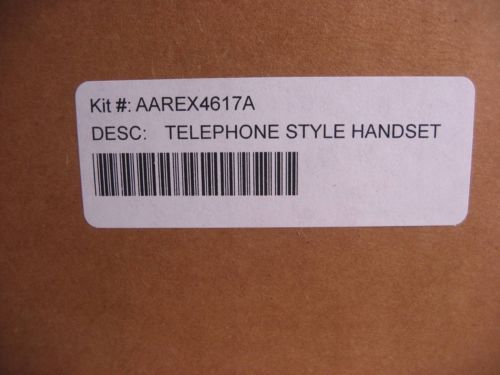 Kit #: AAREX4617A
DESC: TELEPHONE STYLE HANDSET